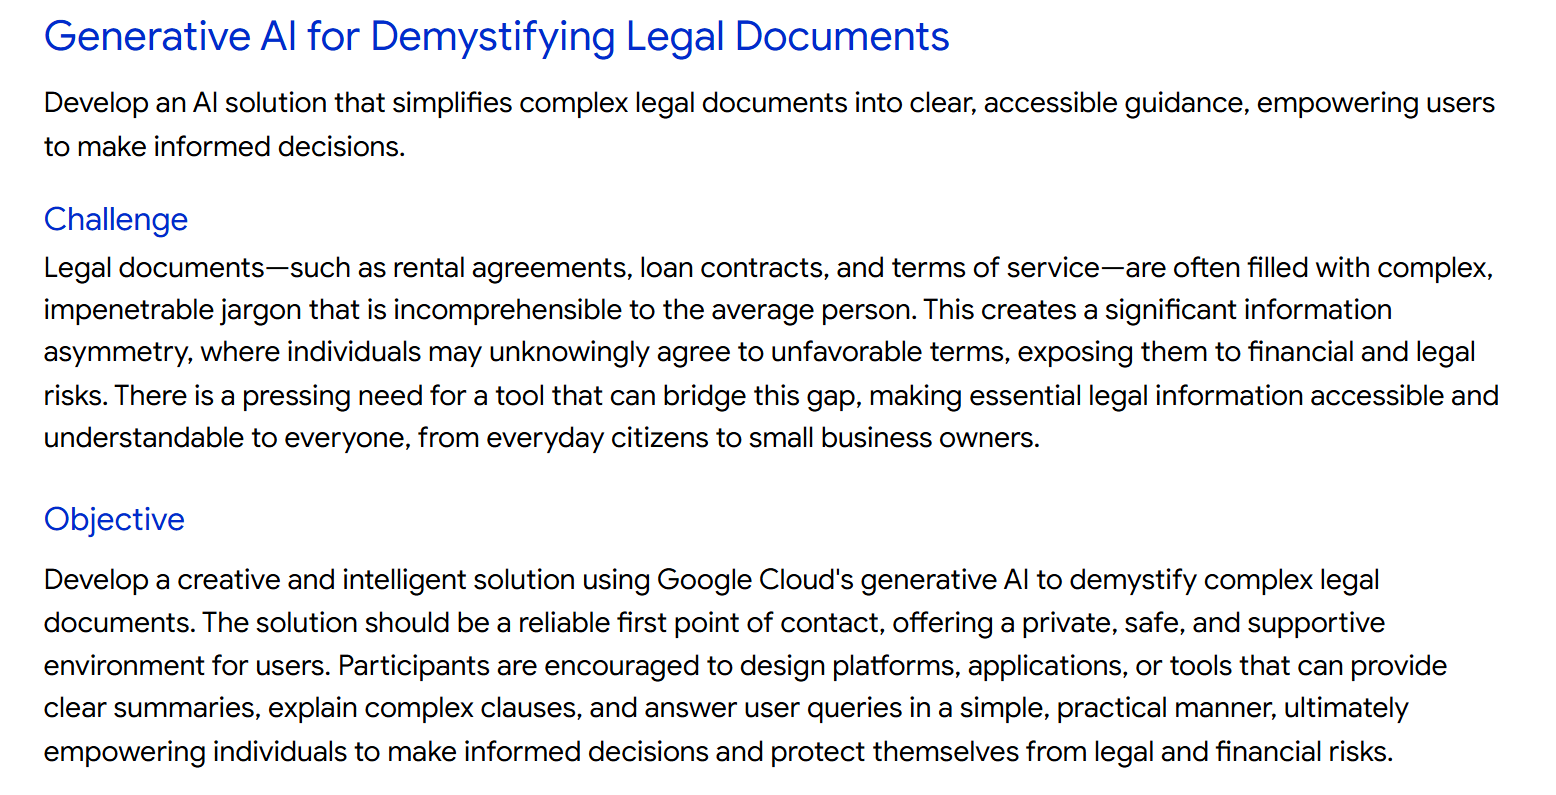 Generative AI for Demystifying Legal Documents
Develop an AI solution that simplifies complex legal documents into clear, accessible guidance, empowering users
to make informed decisions.
Challenge
Legal documents—such as rental agreements, loan contracts, and terms of service—are often filled with complex,
impenetrable jargon that is incomprehensible to the average person. This creates a significant information
asymmetry, where individuals may unknowingly agree to unfavorable terms, exposing them to financial and legal
risks. There is a pressing need for a tool that can bridge this gap, making essential legal information accessible and
understandable to everyone, from everyday citizens to small business owners.
Objective
Develop a creative and intelligent solution using Google Cloud's generative AI to demystify complex legal
documents. The solution should be a reliable first point of contact, offering a private, safe, and supportive
environment for users. Participants are encouraged to design platforms, applications, or tools that can provide
clear summaries, explain complex clauses, and answer user queries in a simple, practical manner, ultimately
empowering individuals to make informed decisions and protect themselves from legal and financial risks.